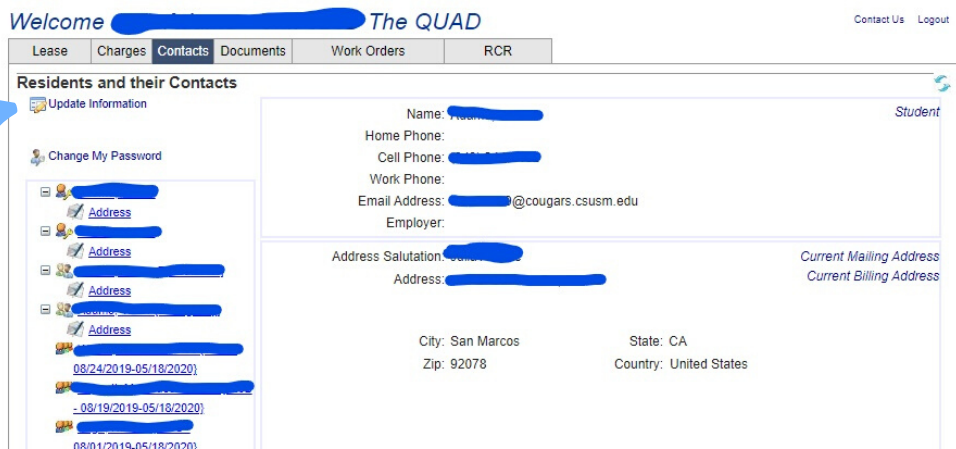 Welcome The QUAD
Contact Us Logout
Lease Charges Contacts Documents Work Orders RCR
Residents and their Contacts
Update Information
Change My Password
Address
Address
Address
Address
08/24/2019-05/18/2020}
- 08/19/2019-05/18/2020}
08/01/2019-05/18/2020}
Name:
Student
Home Phone:
Cell Phone:
Work Phone:
Email Address: @cougars.csusm.edu
Employer:
Address Salutation:
Current Mailing Address
Address:
Current Billing Address
City: San Marcos State: CA
Zip: 92078 Country: United States